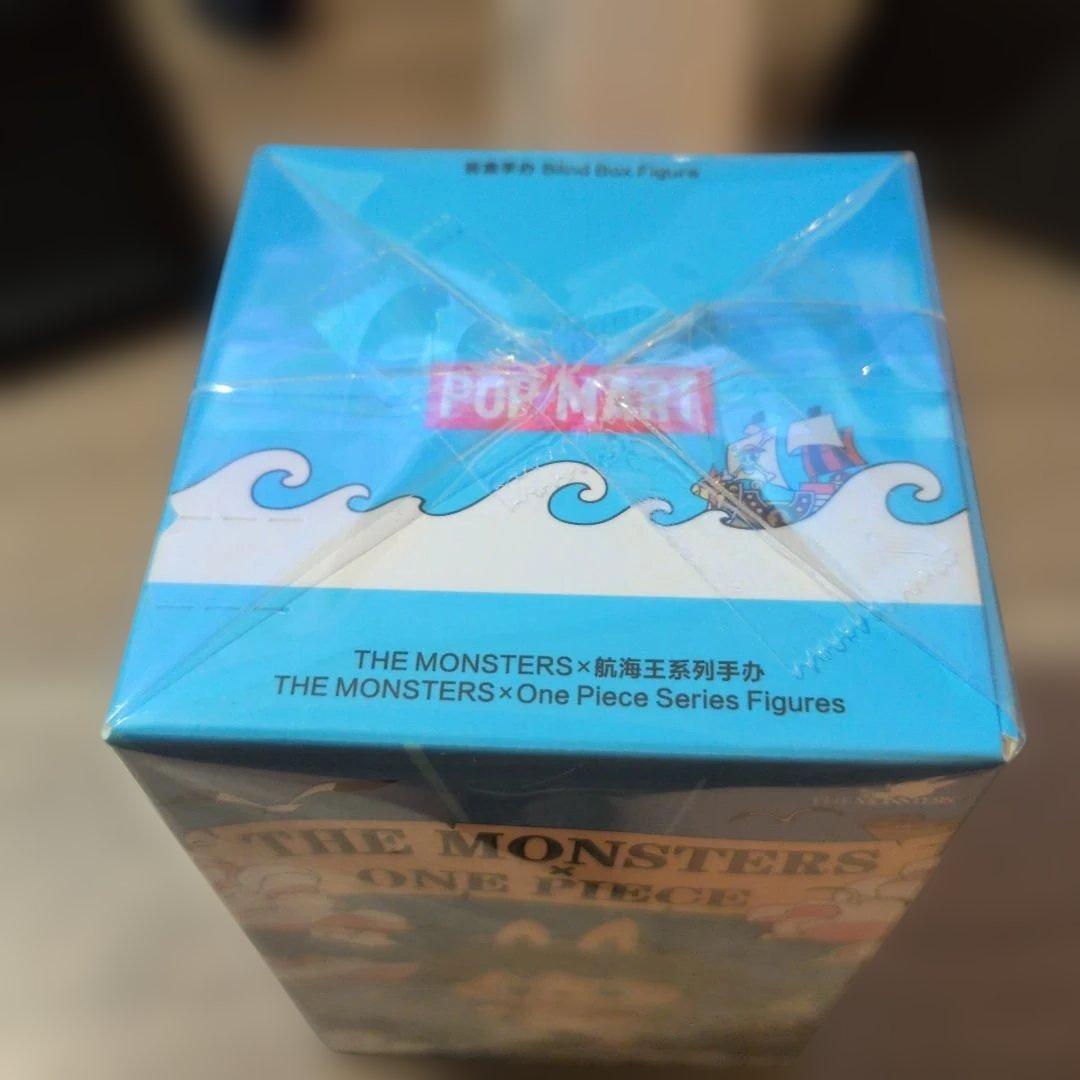 盲盒手办 Blind Box Figure
POP MART
THE MONSTERS×航海王系列手办
THE MONSTERS×One Piece Series Figures
THE MONSTERS
×
ONE PIECE